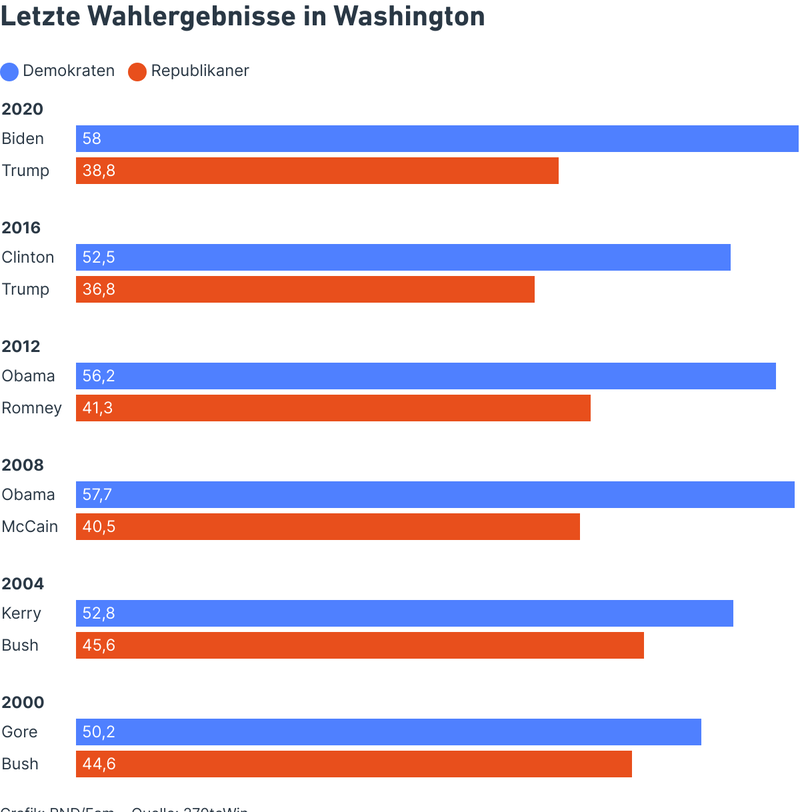 Letzte Wahlergebnisse in Washington
Demokraten Republikaner
2020
Biden 58
Trump 38,8
2016
Clinton 52,5
Trump 36,8
2012
Obama 56,2
Romney 41,3
2008
Obama 57,7
McCain 40,5
2004
Kerry 52,8
Bush 45,6
2000
Gore 50,2
Bush 44,6
Grafik: Quelle: 270toWin